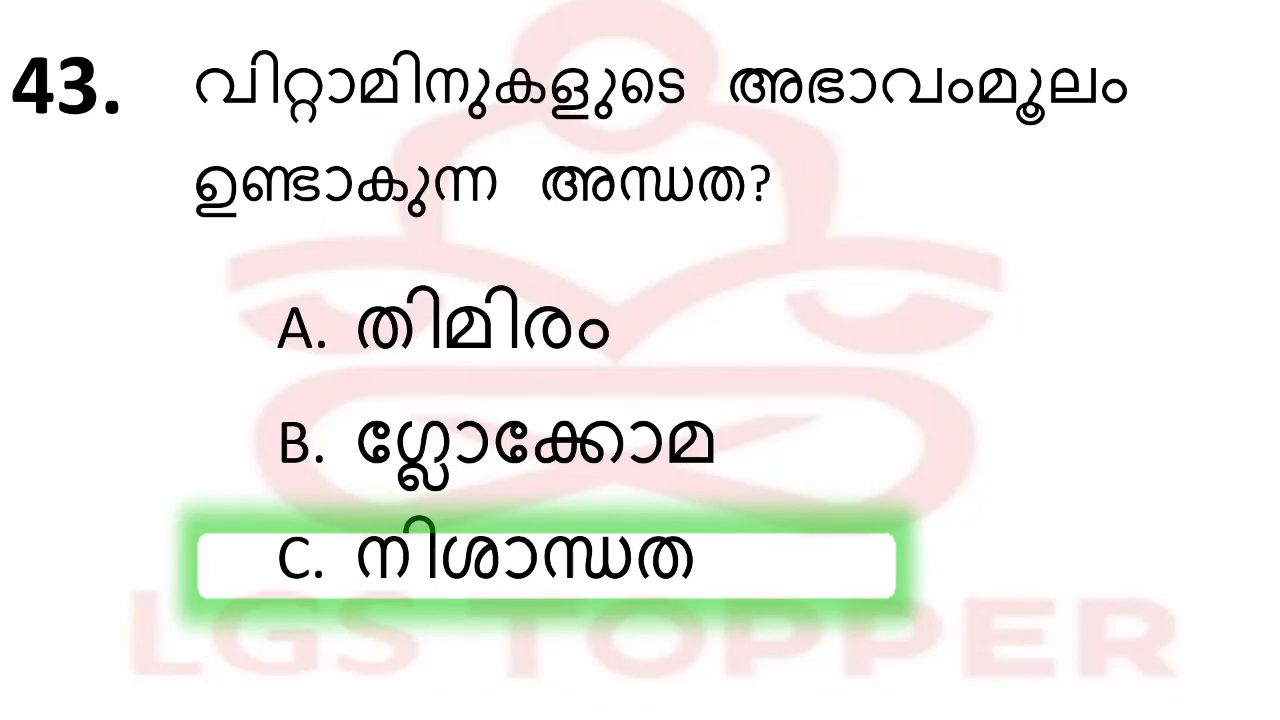 43. വിറ്റാമിനുകളുടെ അഭാവംമൂലം
ഉണ്ടാകുന്ന അന്ധത?
A. തിമിരം
B. ഗ്ലോക്കോമ
C. നിശാന്ധത
LGS TOPPER